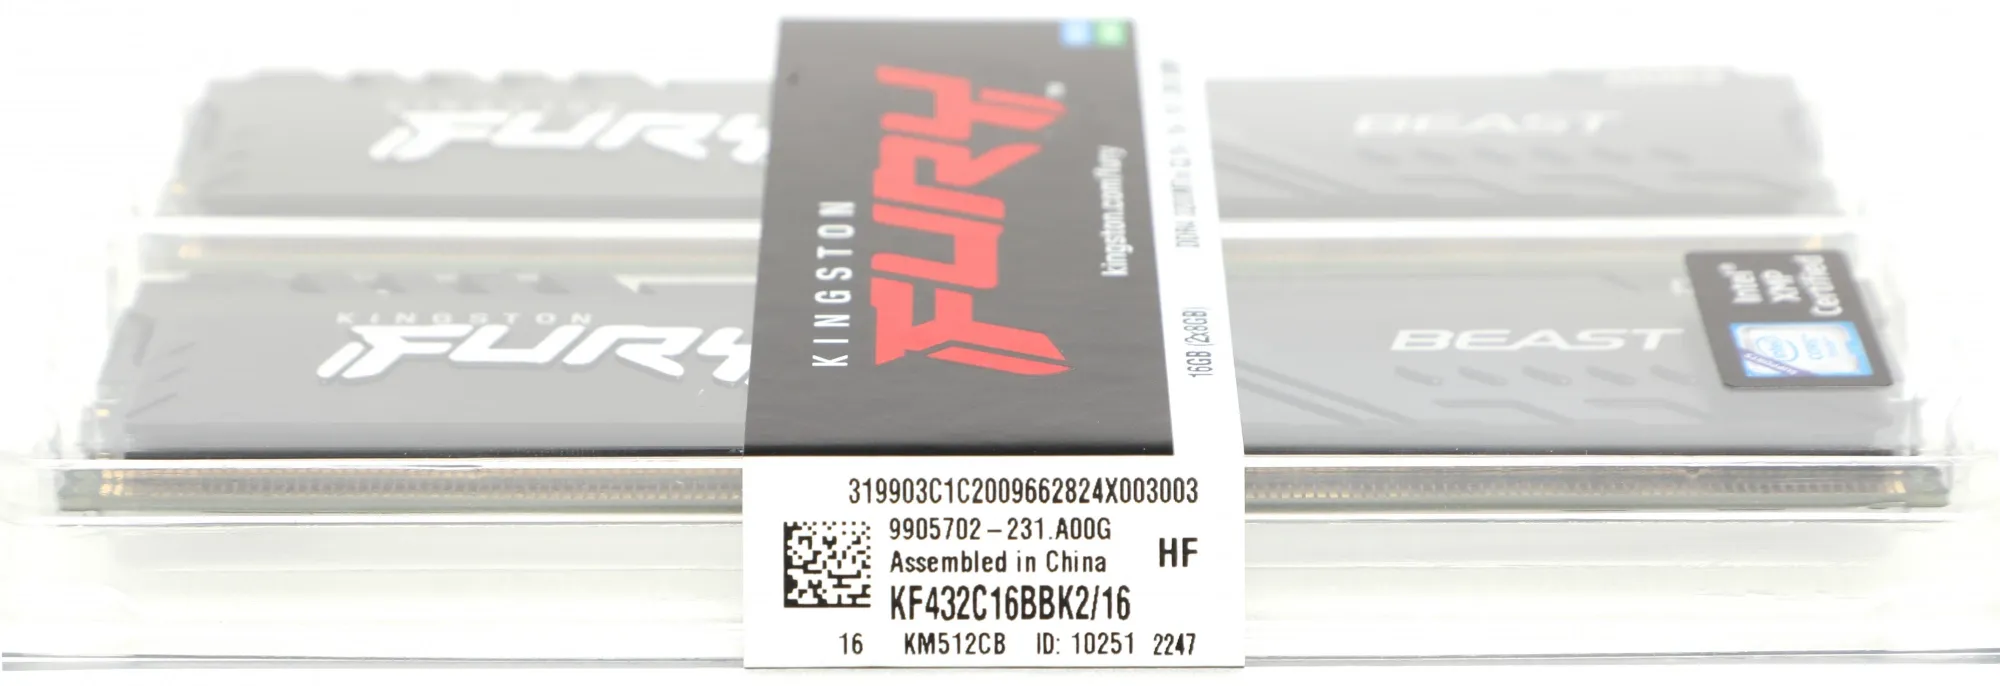 KINGSTON
FURY
kingston.com/fury
16GB (2x8GB)
FURY
BEAST
KINGSTON
FURY
BEAST
Intel®
XMP
Certified
319903C1C2009662824X003003
9905702-231.A00G
Assembled in China
HF
KF432C16BBK2/16
16 KM512CB ID: 10251 2247